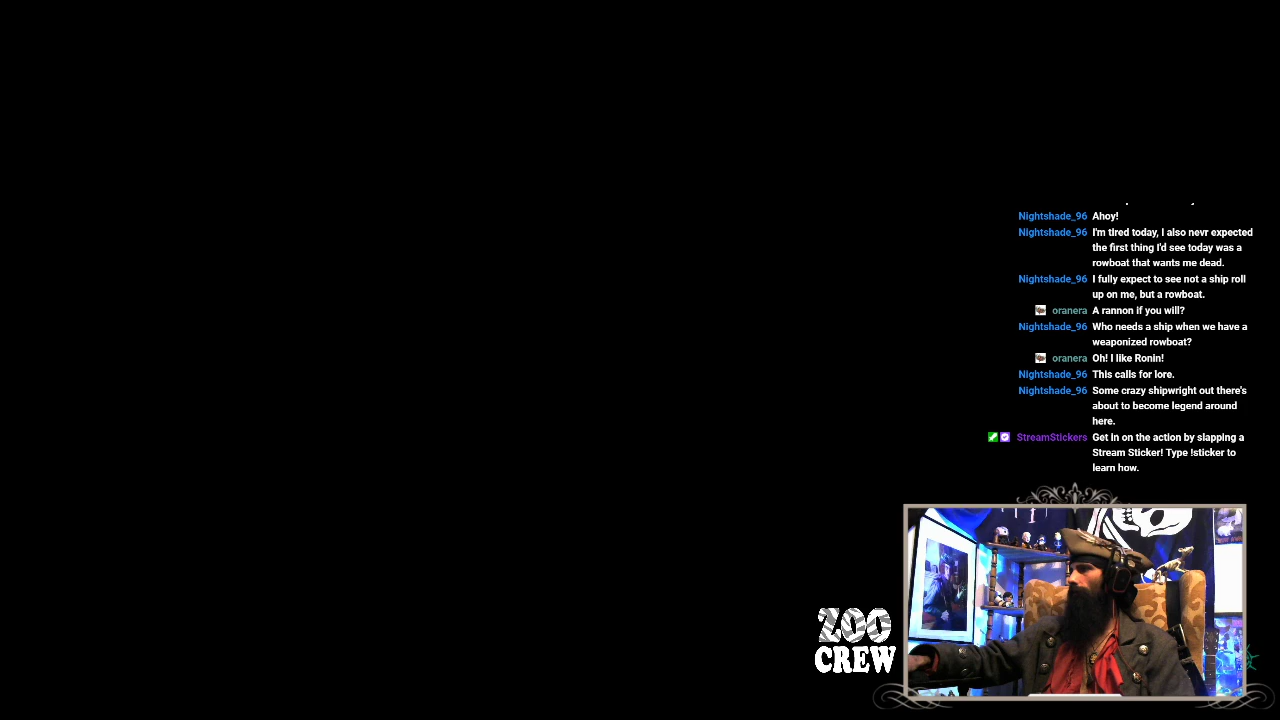 Nightshade_96 Ahoy!
Nightshade_96 I'm tired today, I also nevr expected
the first thing I'd see today was a
rowboat that wants me dead.
Nightshade_96 I fully expect to see not a ship roll
up on me, but a rowboat.
oranera A rannon if you will?
Nightshade_96 Who needs a ship when we have a
weaponized rowboat?
oranera Oh! I like Ronin!
Nightshade_96 This calls for lore.
Nightshade_96 Some crazy shipwright out there's
about to become legend around
here.
StreamStickers Get in on the action by slapping a
Stream Sticker! Type !sticker to
learn how.
ZOO
CREW